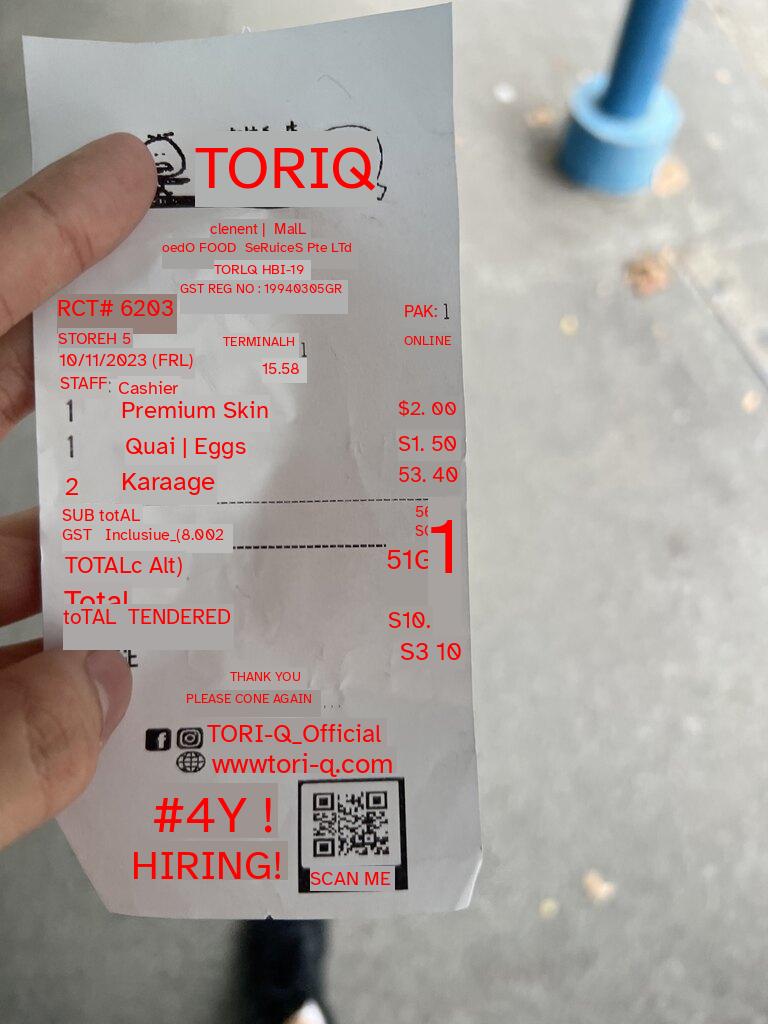 TORIQ
clenent | MalL
oedO FOOD SeRuiceS Pte LTd
TORLQ HBI-19
GST REG NO : 19940305GR
RCT# 6203 PAK: 1
STOREH 5 TERMINALH 1 ONLINE
10/11/2023 (FRL) 15.58
STAFF: Cashier
1 Premium Skin $2. 00
1 Quai | Eggs S1. 50
2 Karaage 53. 40
SUB totAL
GST Inclusiue_(8.002
TOTALc Alt) 51G 1
Total
toTAL TENDERED S10.
S3 10
THANK YOU
PLEASE CONE AGAIN
TORI-Q_Official
wwwtori-q.com
#4Y !
HIRING!
SCAN ME